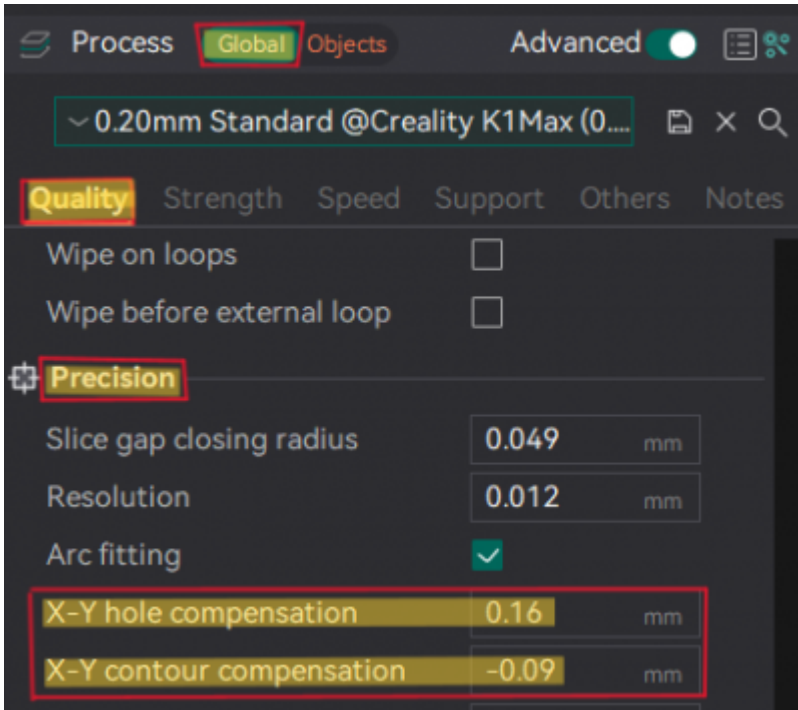 Process Global Objects Advanced
0.20mm Standard @Creality K1Max (0....
Quality Strength Speed Support Others Notes
Wipe on loops
Wipe before external loop
Precision
Slice gap closing radius 0.049 mm
Resolution 0.012 mm
Arc fitting
X-Y hole compensation 0.16 mm
X-Y contour compensation -0.09 mm